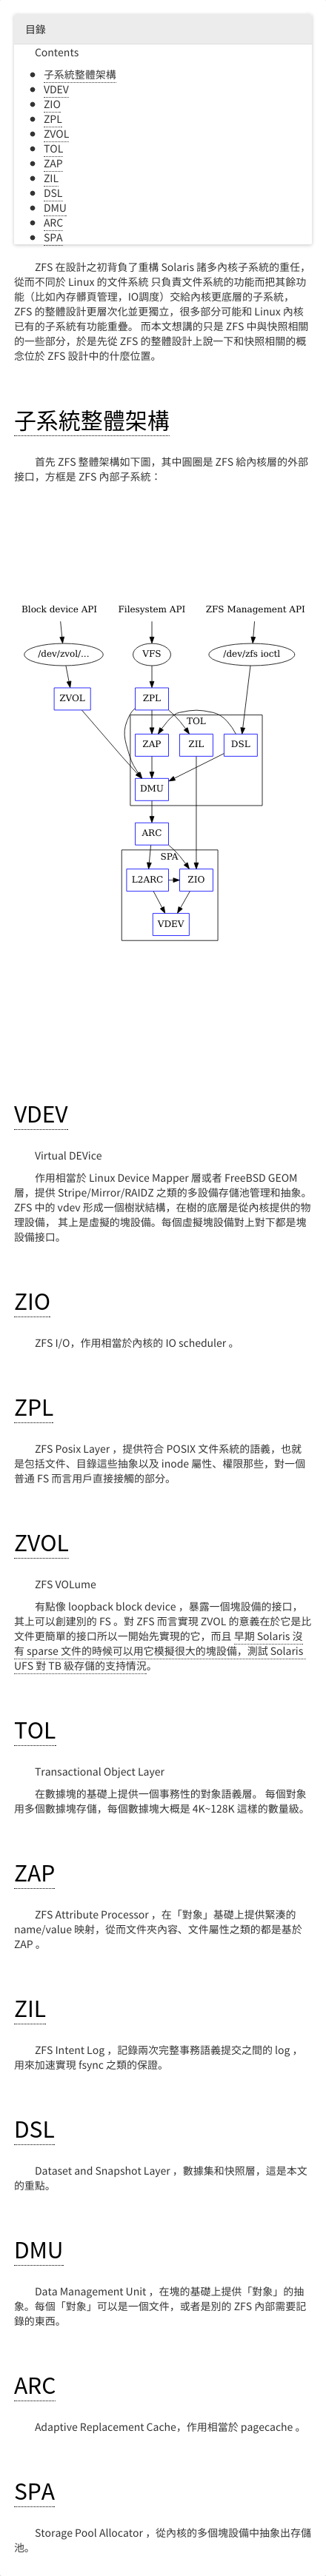 目錄
Contents
子系統整體架構
VDEV
ZIO
ZPL
ZVOL
TOL
ZAP
ZIL
DSL
DMU
ARC
SPA
ZFS 在設計之初背負了重構 Solaris 諸多內核子系統的重任，
從而不同於 Linux 的文件系統 只負責文件系統的功能而把其餘功
能（比如內存髒頁管理，IO調度）交給內核更底層的子系統，
ZFS 的整體設計更層次化並更獨立，很多部分可能和 Linux 內核
已有的子系統有功能重疊。 而本文想講的只是 ZFS 中與快照相關
的一些部分，於是先從 ZFS 的整體設計上說一下和快照相關的概
念位於 ZFS 設計中的什麼位置。
子系統整體架構
首先 ZFS 整體架構如下圖，其中圓圈是 ZFS 給內核層的外部
接口，方框是 ZFS 內部子系統：
Block device API
Filesystem API
ZFS Management API
/dev/zvol/...
VFS
/dev/zfs ioctl
ZVOL
ZPL
TOL
ZAP
ZIL
DSL
DMU
ARC
SPA
L2ARC
ZIO
VDEV
VDEV
Virtual DEVice
作用相當於 Linux Device Mapper 層或者 FreeBSD GEOM
層，提供 Stripe/Mirror/RAIDZ 之類的多設備存儲池管理和抽象。
ZFS 中的 vdev 形成一個樹狀結構，在樹的底層是從內核提供的物
理設備， 其上是虛擬的塊設備。每個虛擬塊設備對上對下都是塊
設備接口。
ZIO
ZFS I/O，作用相當於內核的 IO scheduler 。
ZPL
ZFS Posix Layer ，提供符合 POSIX 文件系統的語義，也就
是包括文件、目錄這些抽象以及 inode 屬性、權限那些，對一個
普通 FS 而言用戶直接接觸的部分。
ZVOL
ZFS VOLume
有點像 loopback block device ，暴露一個塊設備的接口，
其上可以創建別的 FS 。對 ZFS 而言實現 ZVOL 的意義在於它是比
文件更簡單的接口所以一開始先實現的它，而且 早期 Solaris 沒
有 sparse 文件的時候可以用它模擬很大的塊設備，測試 Solaris
UFS 對 TB 級存儲的支持情況。
TOL
Transactional Object Layer
在數據塊的基礎上提供一個事務性的對象語義層。 每個對象
用多個數據塊存儲，每個數據塊大概是 4K~128K 這樣的數量級。
ZAP
ZFS Attribute Processor ，在「對象」基礎上提供緊湊的
name/value 映射，從而文件夾內容、文件屬性之類的都是基於
ZAP 。
ZIL
ZFS Intent Log ，記錄兩次完整事務語義提交之間的 log ，
用來加速實現 fsync 之類的保證。
DSL
Dataset and Snapshot Layer ，數據集和快照層，這是本文
的重點。
DMU
Data Management Unit ，在塊的基礎上提供「對象」的抽
象。每個「對象」可以是一個文件，或者是別的 ZFS 內部需要記
錄的東西。
ARC
Adaptive Replacement Cache，作用相當於 pagecache 。
SPA
Storage Pool Allocator ，從內核的多個塊設備中抽象出存儲
池。